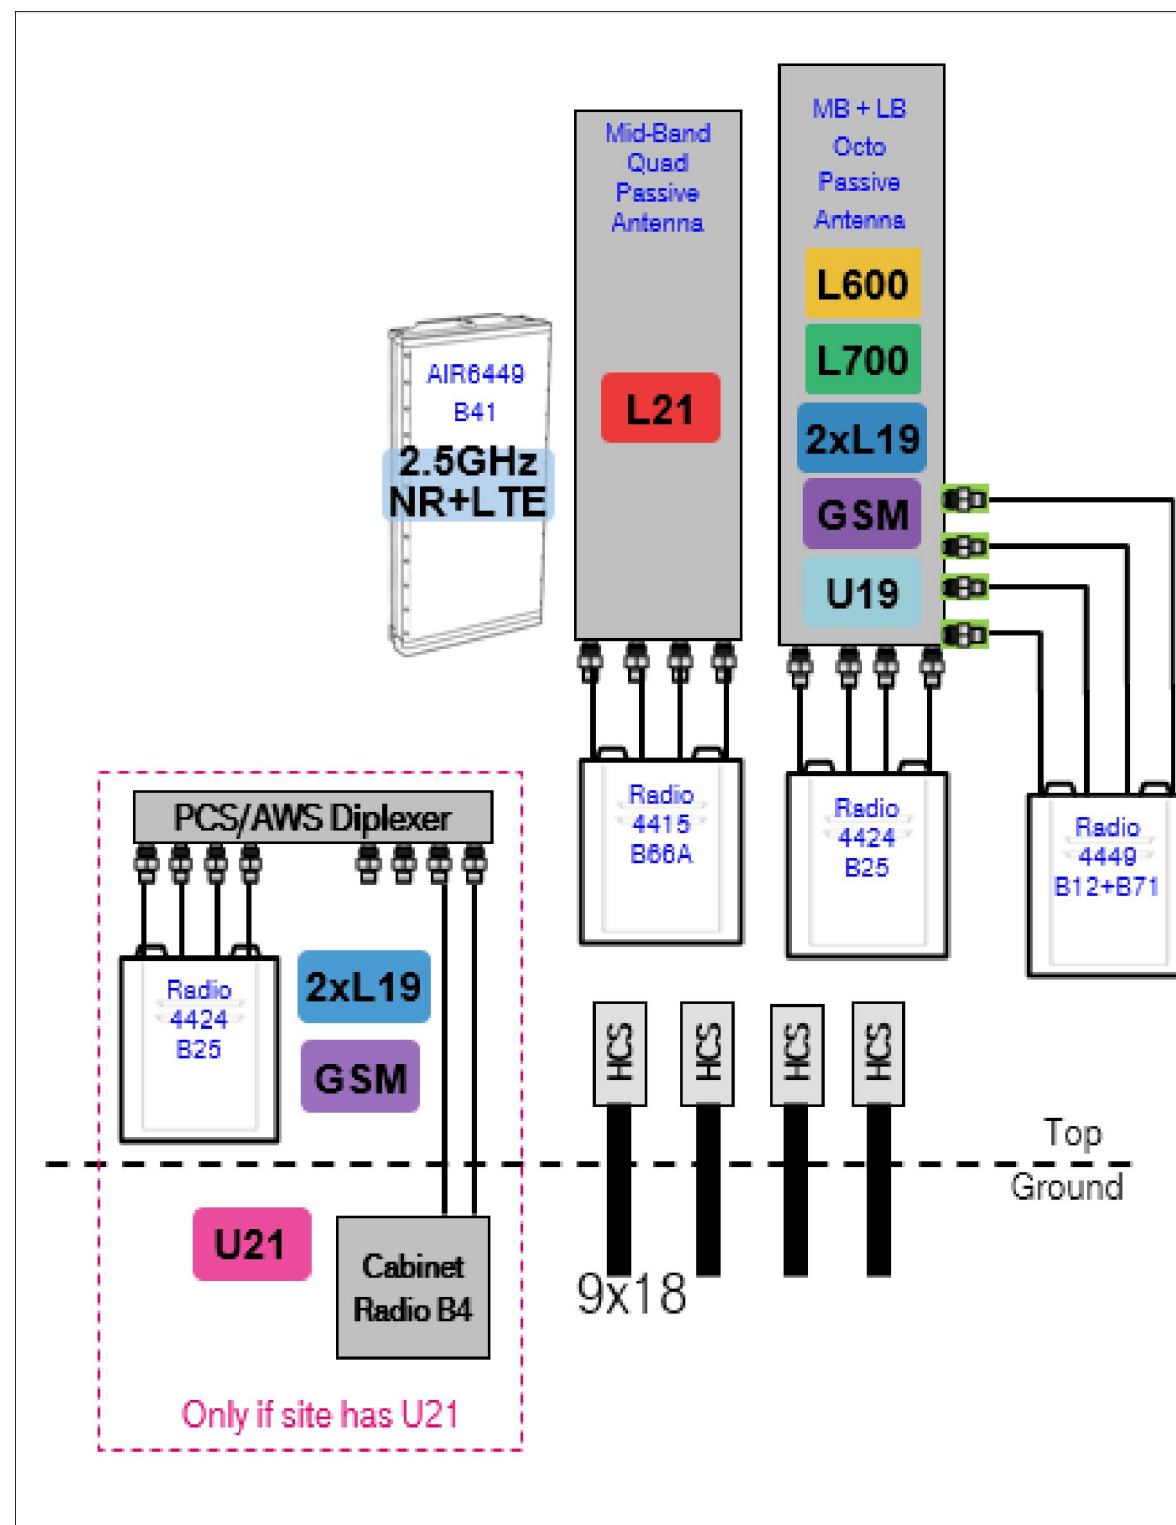 Mid-Band
Quad
Passive
Antenna
L21
MB + LB
Octo
Passive
Antenna
L600
L700
2xL19
GSM
U19
AIR6449
B41
2.5GHz
NR+LTE
Radio
4415
B66A
Radio
4424
B25
Radio
4449
B12+B71
PCS/AWS Diplexer
Radio
4424
B25
2xL19
GSM
HCS
HCS
HCS
HCS
Top
Ground
U21
Cabinet
Radio B4
9x18
Only if site has U21